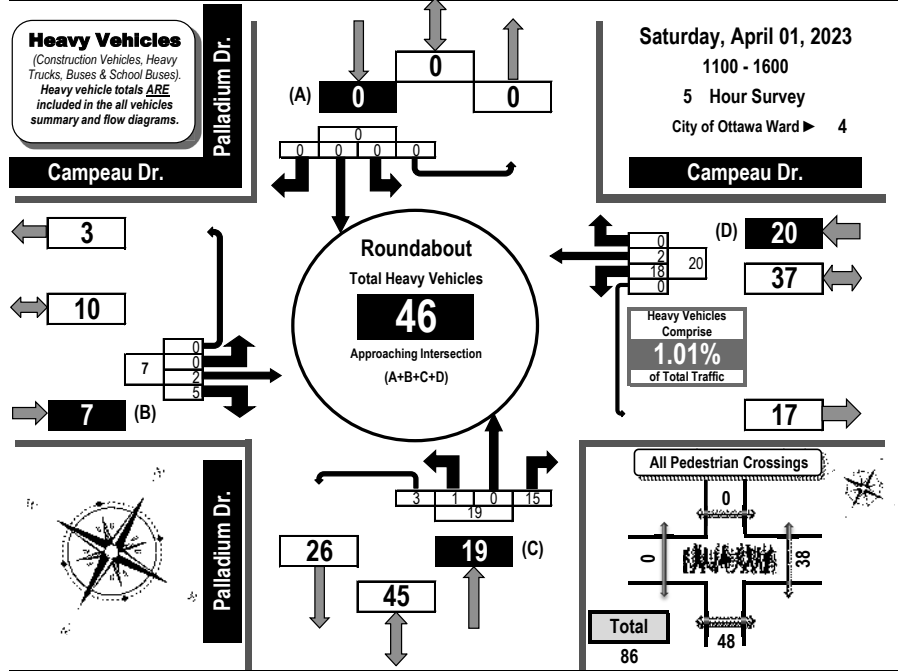 Heavy Vehicles
(Construction Vehicles, Heavy
Trucks, Buses & School Buses).
Heavy vehicle totals ARE
included in the all vehicles
summary and flow diagrams.
Palladium Dr.
Campeau Dr.
0
(A)
0
0
0
0
0
0
0
Saturday, April 01, 2023
1100 - 1600
5 Hour Survey
City of Ottawa Ward ► 4
Campeau Dr.
3
10
7
0
0
2
5
7
(B)
Roundabout
Total Heavy Vehicles
46
Approaching Intersection
(A+B+C+D)
0
2
18
0
20
(D)
20
37
Heavy Vehicles
Comprise
1.01%
of Total Traffic
17
3
1
0
15
19
26
19
(C)
45
Palladium Dr.
All Pedestrian Crossings
0
0
38
48
Total
86